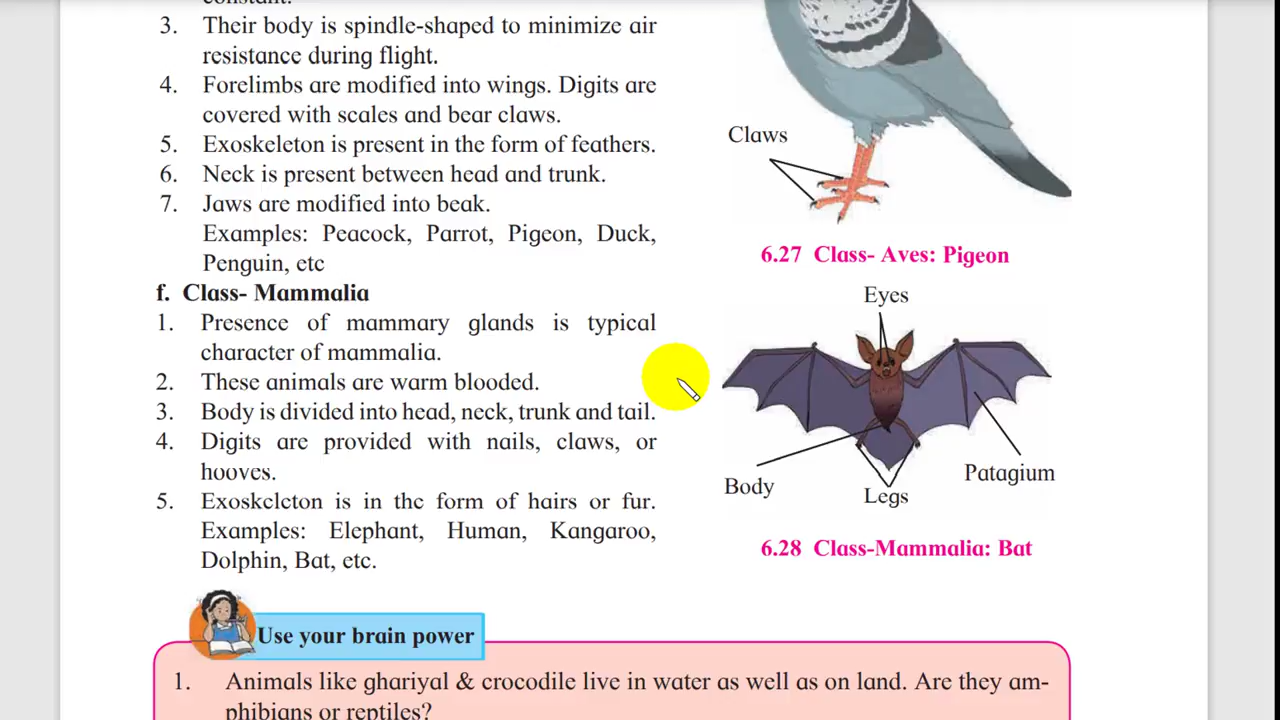 constant.
3. Their body is spindle-shaped to minimize air
resistance during flight.
4. Forelimbs are modified into wings. Digits are
covered with scales and bear claws.
5. Exoskeleton is present in the form of feathers.
6. Neck is present between head and trunk.
7. Jaws are modified into beak.
Examples: Peacock, Parrot, Pigeon, Duck,
Penguin, etc
f. Class- Mammalia
1. Presence of mammary glands is typical
character of mammalia.
2. These animals are warm blooded.
3. Body is divided into head, neck, trunk and tail.
4. Digits are provided with nails, claws, or
hooves.
5. Exoskeleton is in the form of hairs or fur.
Examples: Elephant, Human, Kangaroo,
Dolphin, Bat, etc.
Claws
6.27 Class- Aves: Pigeon
Eyes
Patagium
Body
Legs
6.28 Class-Mammalia: Bat
Use your brain power
1. Animals like ghariyal & crocodile live in water as well as on land. Are they am-
phibians or reptiles?